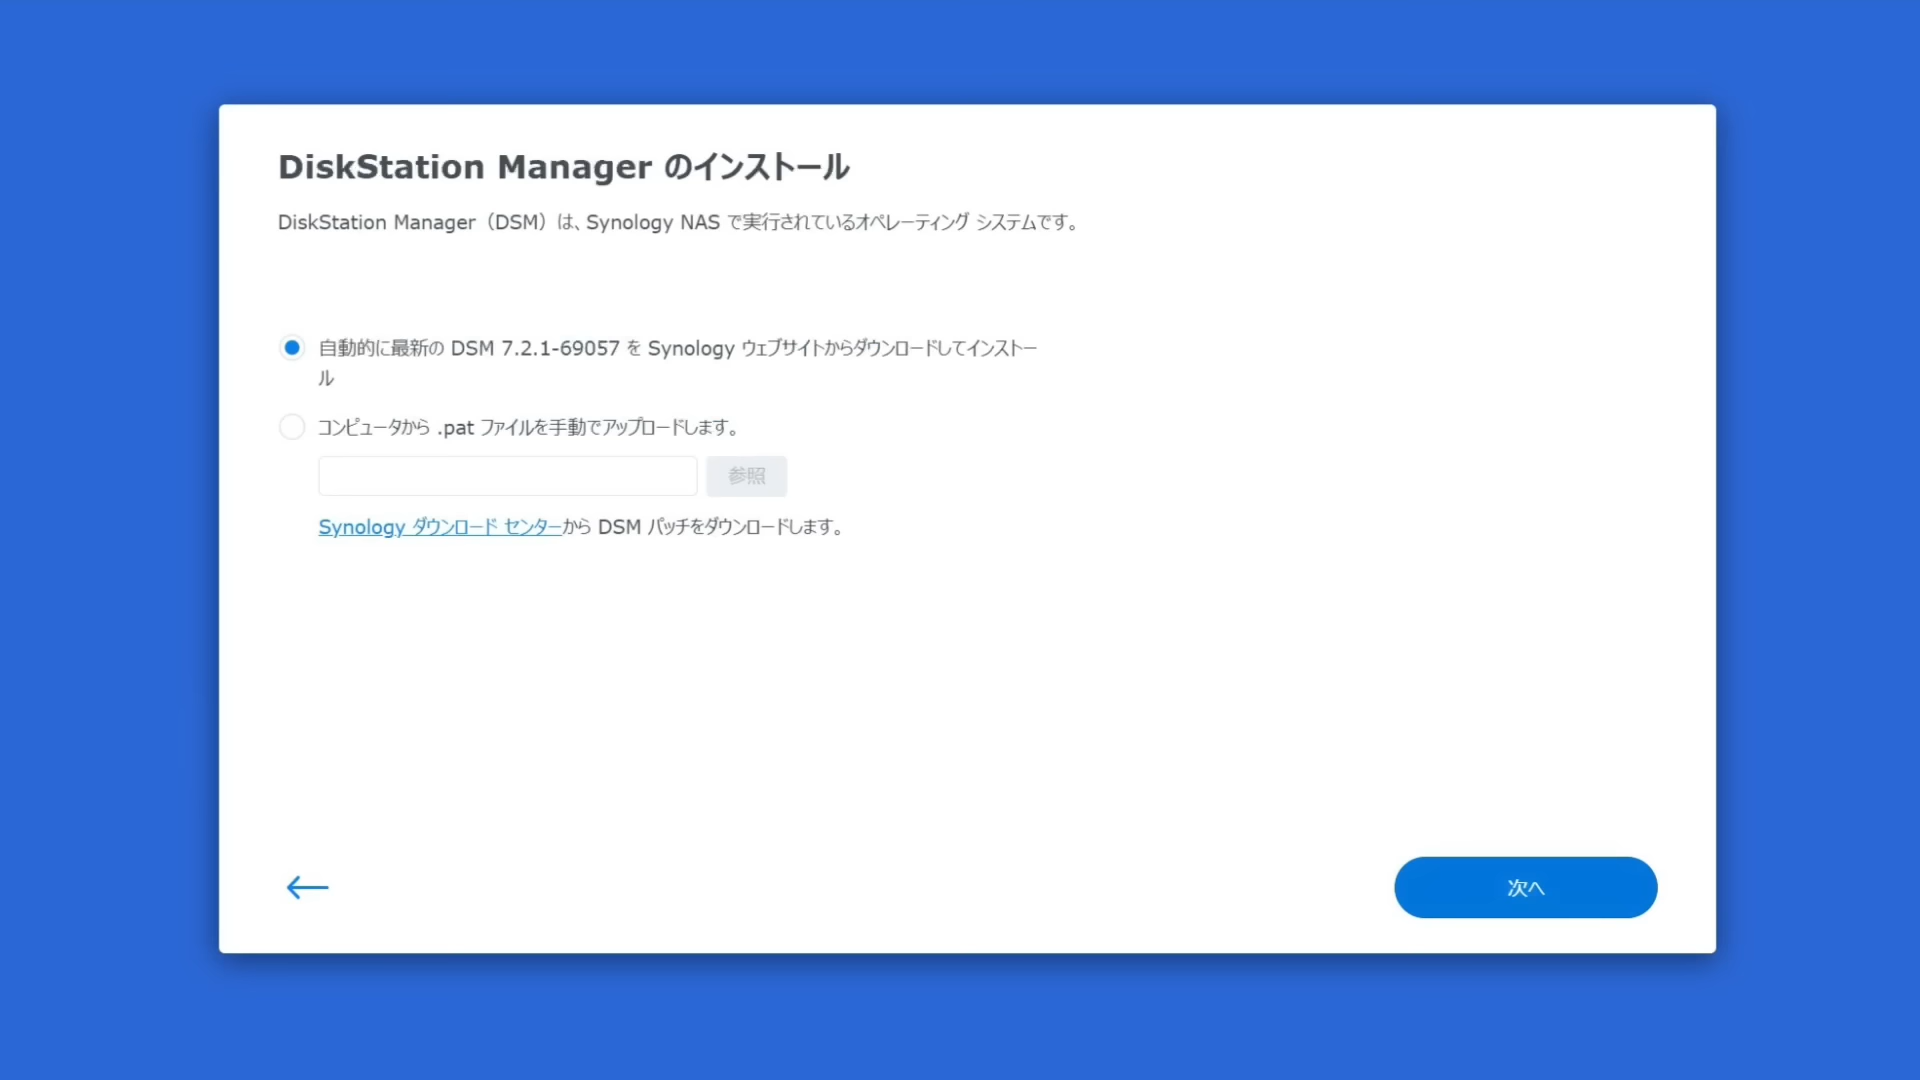 DiskStation Manager のインストール
DiskStation Manager（DSM）は、Synology NAS で実行されているオペレーティング システムです。
自動的に最新の DSM 7.2.1-69057 を Synology ウェブサイトからダウンロードしてインストー
ル
コンピュータから .pat ファイルを手動でアップロードします。
参照
Synology ダウンロード センターから DSM パッチをダウンロードします。
次へ